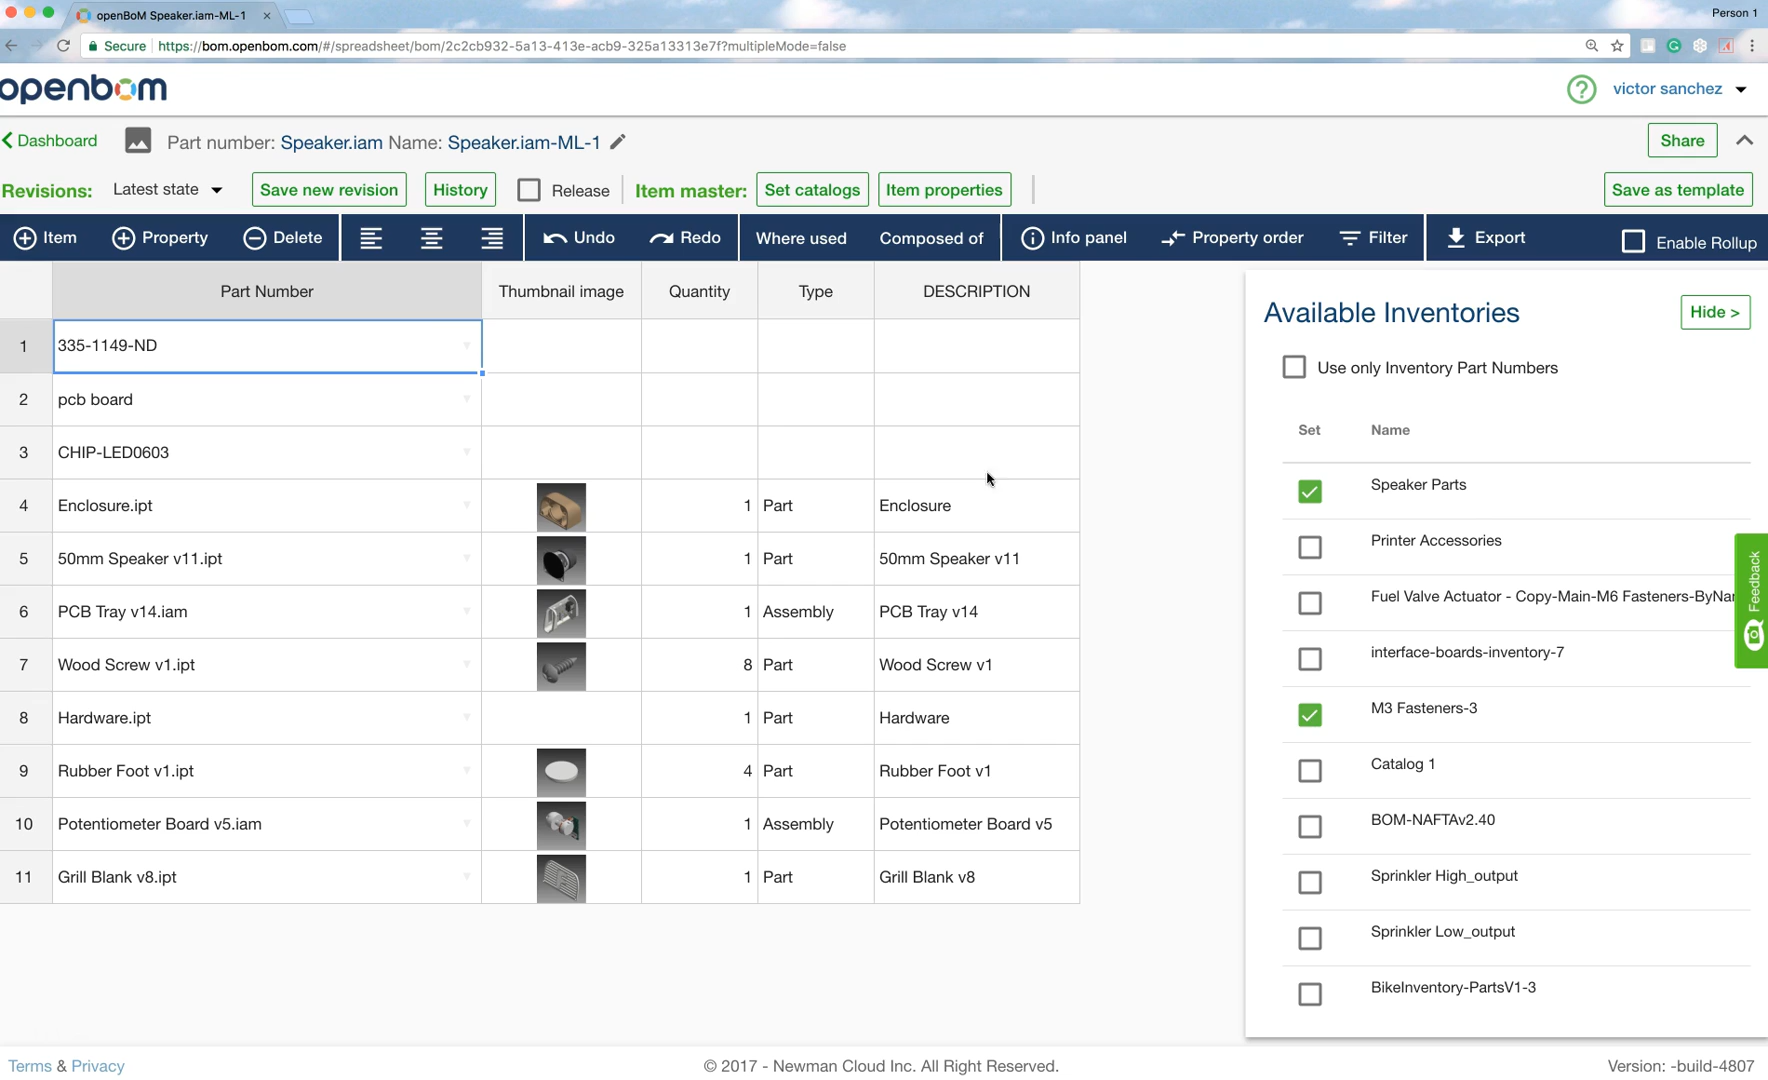 openBoM Speaker.iam-ML-1
Person 1
Secure https://bom.openbom.com/#/spreadsheet/bom/2c2cb932-5a13-413e-acb9-325a13313e7f?multipleMode=false
openbom
victor sanchez
Dashboard
Part number: Speaker.iam Name: Speaker.iam-ML-1
Share
Revisions: Latest state Save new revision History Release Item master: Set catalogs Item properties Save as template
Item Property Delete Undo Redo Where used Composed of Info panel Property order Filter Export Enable Rollup
Part Number Thumbnail image Quantity Type DESCRIPTION
1 335-1149-ND
2 pcb board
3 CHIP-LED0603
4 Enclosure.ipt 1 Part Enclosure
5 50mm Speaker v11.ipt 1 Part 50mm Speaker v11
6 PCB Tray v14.iam 1 Assembly PCB Tray v14
7 Wood Screw v1.ipt 8 Part Wood Screw v1
8 Hardware.ipt 1 Part Hardware
9 Rubber Foot v1.ipt 4 Part Rubber Foot v1
10 Potentiometer Board v5.iam 1 Assembly Potentiometer Board v5
11 Grill Blank v8.ipt 1 Part Grill Blank v8
Available Inventories
Hide >
Use only Inventory Part Numbers
Set Name
Speaker Parts
Printer Accessories
Fuel Valve Actuator - Copy-Main-M6 Fasteners-ByNar
interface-boards-inventory-7
M3 Fasteners-3
Catalog 1
BOM-NAFTAv2.40
Sprinkler High_output
Sprinkler Low_output
BikeInventory-PartsV1-3
Feedback
Terms & Privacy
© 2017 - Newman Cloud Inc. All Right Reserved.
Version: -build-4807